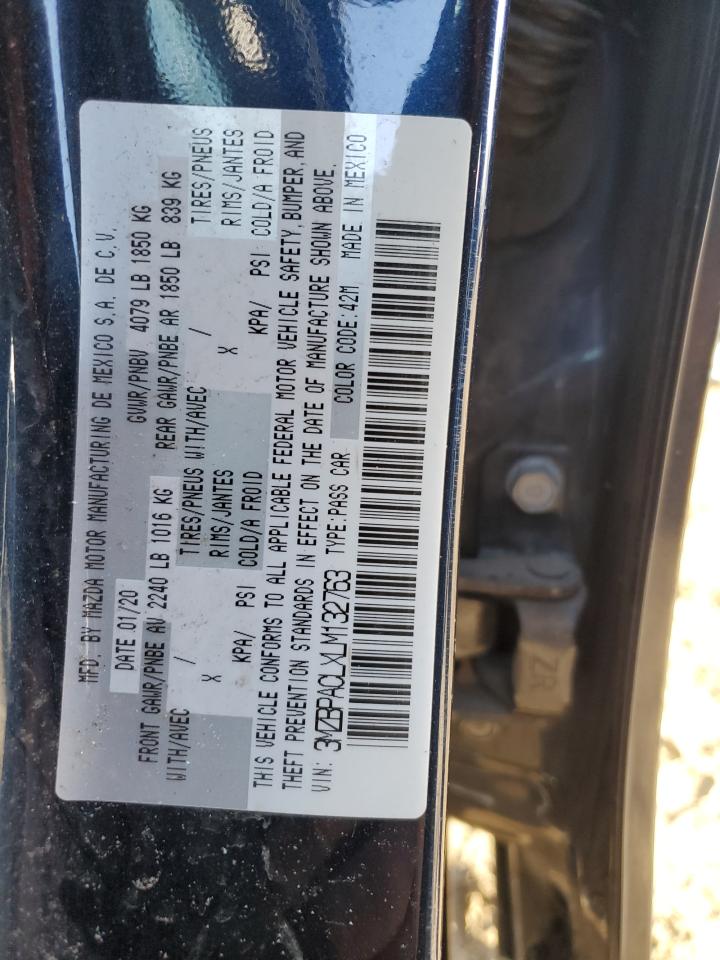 MFD. BY MAZDA MOTOR MANUFACTURING DE MEXICO S.A. DE C.V.
DATE 01/20 GVWR/PNBV 4079 LB 1850 KG
FRONT GAWR/PNBE AV 2240 LB 1016 KG REAR GAWR/PNBE AR 1850 LB 839 KG
WITH/AVEC / TIRES/PNEUS WITH/AVEC / TIRES/PNEUS
X RIMS/JANTES X RIMS/JANTES
KPA/ PSI COLD/A FROID KPA/ PSI COLD/A FROID
THIS VEHICLE CONFORMS TO ALL APPLICABLE FEDERAL MOTOR VEHICLE SAFETY, BUMPER, AND
THEFT PREVENTION STANDARDS IN EFFECT ON THE DATE OF MANUFACTURE SHOWN ABOVE.
VIN: 3MZBPACLXLM132763 TYPE:PASS CAR COLOR CODE:42M MADE IN MEXICO
ZR